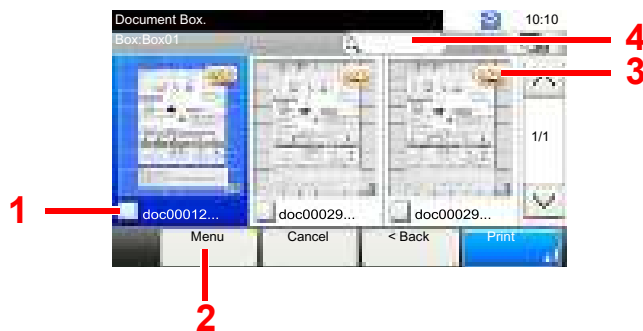 Document Box.
10:10
Box:Box01
4
3
1/1
1
doc00012...
doc00029...
doc00029...
Menu
Cancel
< Back
Print
2